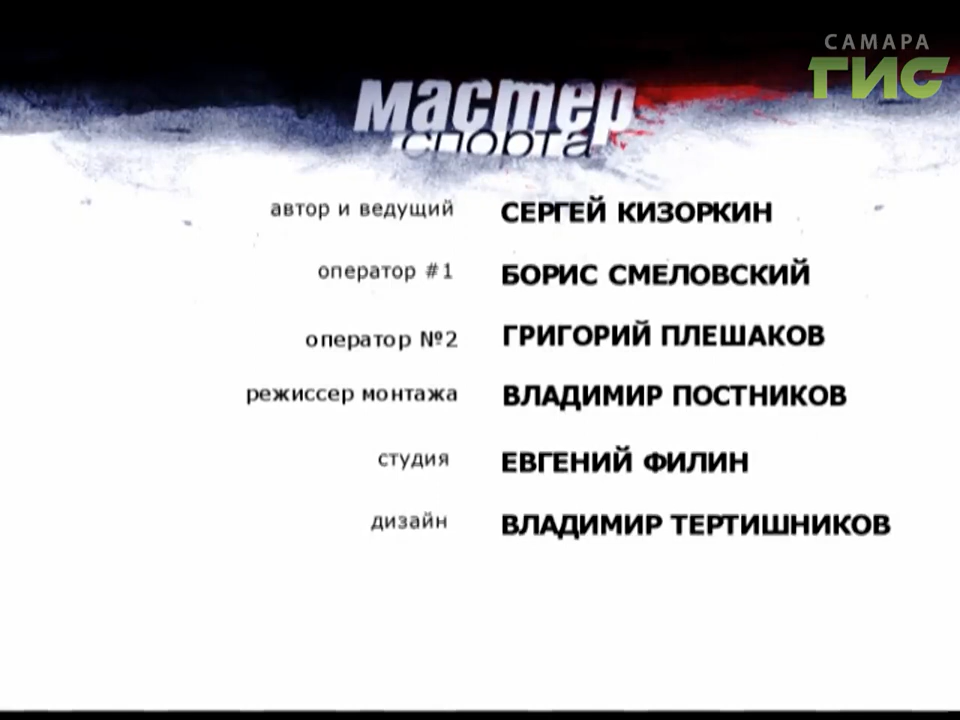 САМАРА
ГИС
мастер
спорта
автор и ведущий СЕРГЕЙ КИЗОРКИН
оператор #1 БОРИС СМЕЛОВСКИЙ
оператор №2 ГРИГОРИЙ ПЛЕШАКОВ
режиссер монтажа ВЛАДИМИР ПОСТНИКОВ
студия ЕВГЕНИЙ ФИЛИН
дизайн ВЛАДИМИР ТЕРТИШНИКОВ